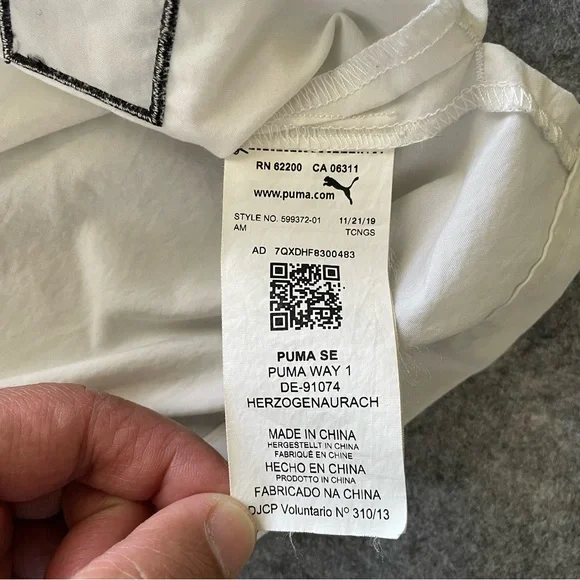 RN 62200 CA 06311
www.puma.com
STYLE NO. 599372-01 11/21/19
AM TCNGS
AD 7QXDHF8300483
PUMA SE
PUMA WAY 1
DE-91074
HERZOGENAURACH
MADE IN CHINA
HERGESTELLT IN CHINA
FABRIQUÉ EN CHINE
HECHO EN CHINA
PRODOTTO IN CHINA
FABRICADO NA CHINA
DJCP Voluntario Nº 310/13